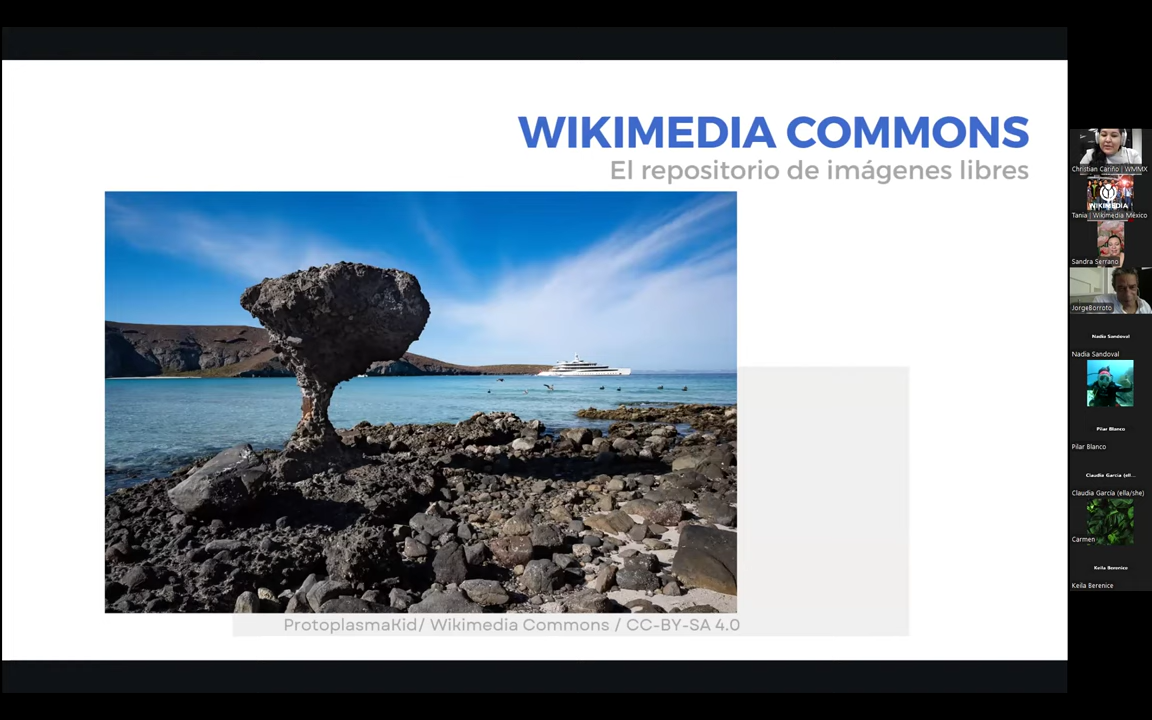 WIKIMEDIA COMMONS
El repositorio de imágenes libres
ProtoplasmaKid/ Wikimedia Commons / CC-BY-SA 4.0
Christian Cariño | WMMX
WIKIMEDIA
Tania | Wikimedia México
Sandra Serrano
JorgeBorroto
Nadia Sandoval
Nadia Sandoval
Pilar Blanco
Pilar Blanco
Claudia García (ell...
Claudia García (ella/she)
Carmen
Keila Berenice
Keila Berenice